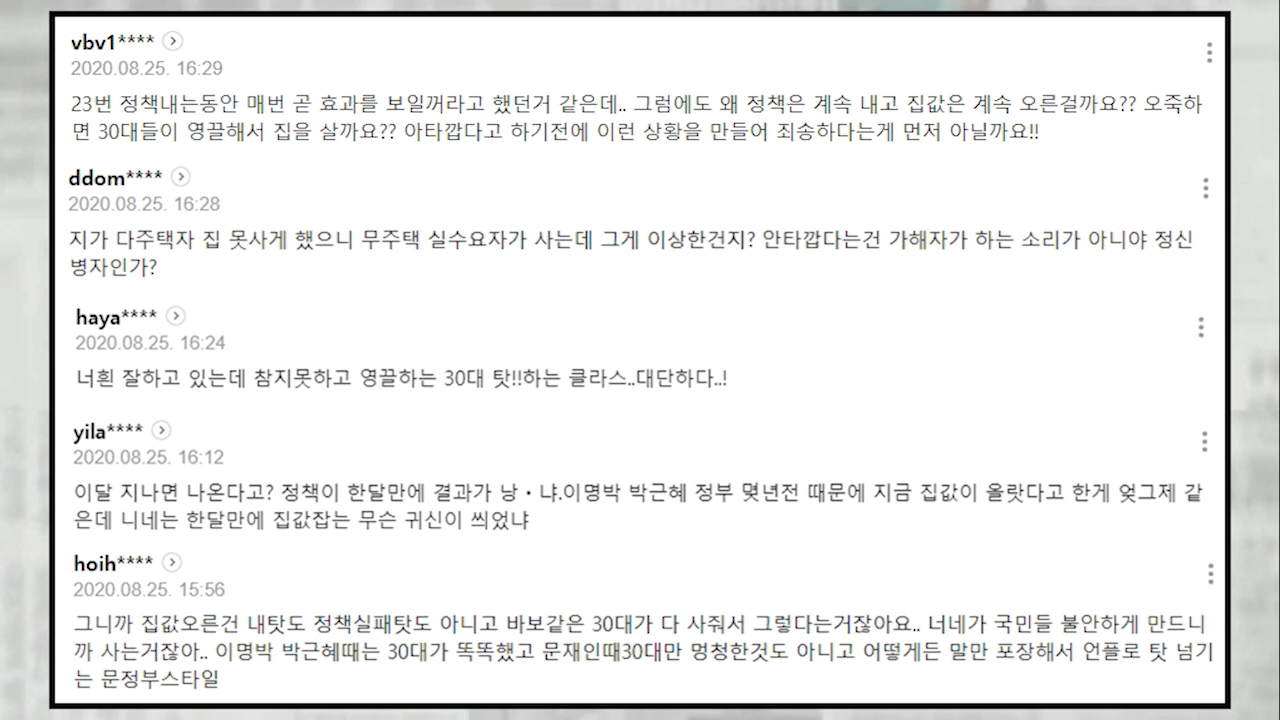 vbv1****
2020.08.25. 16:29
23번 정책내는동안 매번 곧 효과를 보일꺼라고 했던거 같은데.. 그럼에도 왜 정책은 계속 내고 집값은 계속 오른걸까요?? 오죽하
면 30대들이 영끌해서 집을 살까요?? 아타깝다고 하기전에 이런 상황을 만들어 죄송하다는게 먼저 아닐까요!!
ddom****
2020.08.25. 16:28
지가 다주택자 집 못사게 했으니 무주택 실수요자가 사는데 그게 이상한건지? 안타깝다는건 가해자가 하는 소리가 아니야 정신
병자인가?
haya****
2020.08.25. 16:24
너흰 잘하고 있는데 참지못하고 영끌하는 30대 탓!!하는 클라스..대단하다..!
yila****
2020.08.25. 16:12
이달 지나면 나온다고? 정책이 한달만에 결과가 낭·냐.이명박 박근혜 정부 몇년전 때문에 지금 집값이 올랏다고 한게 엊그제 같
은데 니네는 한달만에 집값잡는 무슨 귀신이 씌었냐
hoih****
2020.08.25. 15:56
그니까 집값오른건 내탓도 정책실패탓도 아니고 바보같은 30대가 다 사줘서 그렇다는거잖아요.. 너네가 국민들 불안하게 만드니
까 사는거잖아.. 이명박 박근혜때는 30대가 똑똑했고 문재인때30대만 멍청한것도 아니고 어떻게든 말만 포장해서 언플로 탓 넘기
는 문정부스타일